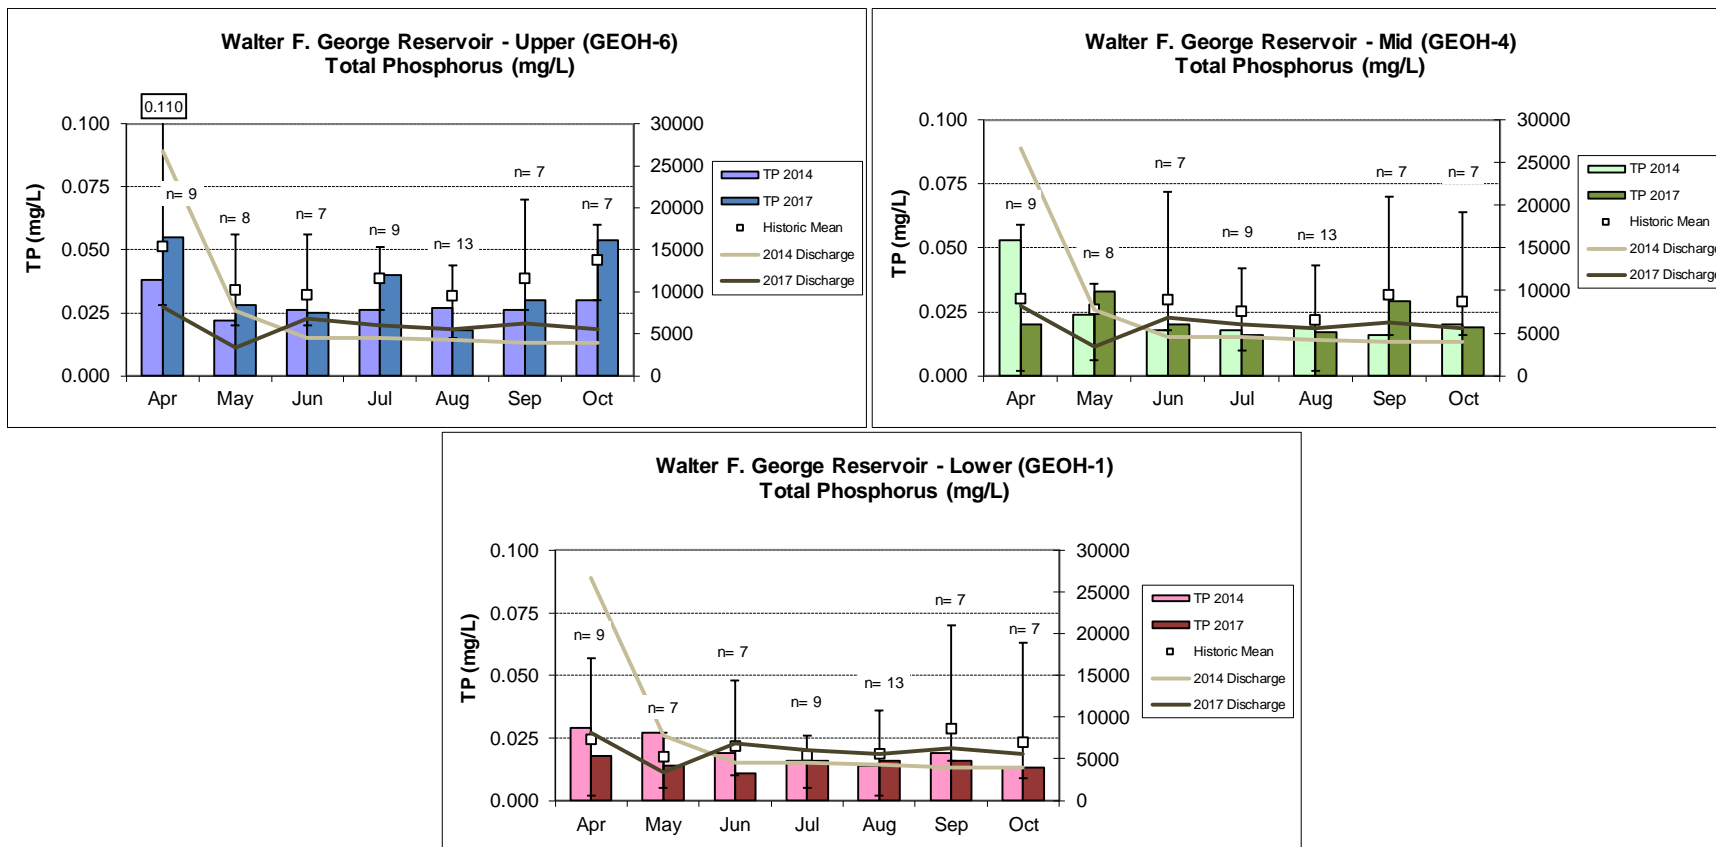 Walter F. George Reservoir - Upper (GEOH-6)
Total Phosphorus (mg/L)
0.110
TP (mg/L)
0.100
0.075
0.050
0.025
0.000
30000
25000
20000
15000
10000
5000
0
n= 9
n= 8
n= 7
n= 9
n= 13
n= 7
n= 7
Apr May Jun Jul Aug Sep Oct
TP 2014
TP 2017
Historic Mean
2014 Discharge
2017 Discharge
Walter F. George Reservoir - Mid (GEOH-4)
Total Phosphorus (mg/L)
TP (mg/L)
0.100
0.075
0.050
0.025
0.000
30000
25000
20000
15000
10000
5000
0
n= 9
n= 8
n= 7
n= 9
n= 13
n= 7
n= 7
Apr May Jun Jul Aug Sep Oct
TP 2014
TP 2017
Historic Mean
2014 Discharge
2017 Discharge
Walter F. George Reservoir - Lower (GEOH-1)
Total Phosphorus (mg/L)
TP (mg/L)
0.100
0.075
0.050
0.025
0.000
30000
25000
20000
15000
10000
5000
0
n= 9
n= 7
n= 7
n= 9
n= 13
n= 7
n= 7
Apr May Jun Jul Aug Sep Oct
TP 2014
TP 2017
Historic Mean
2014 Discharge
2017 Discharge